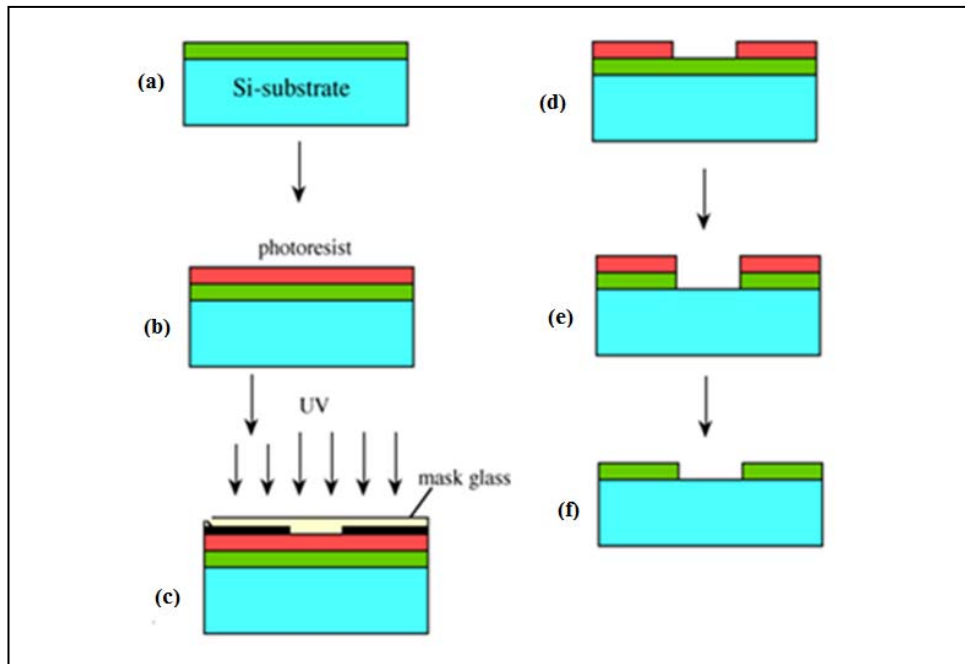 (a)
Si-substrate
photoresist
(b)
UV
mask glass
(c)
(d)
(e)
(f)